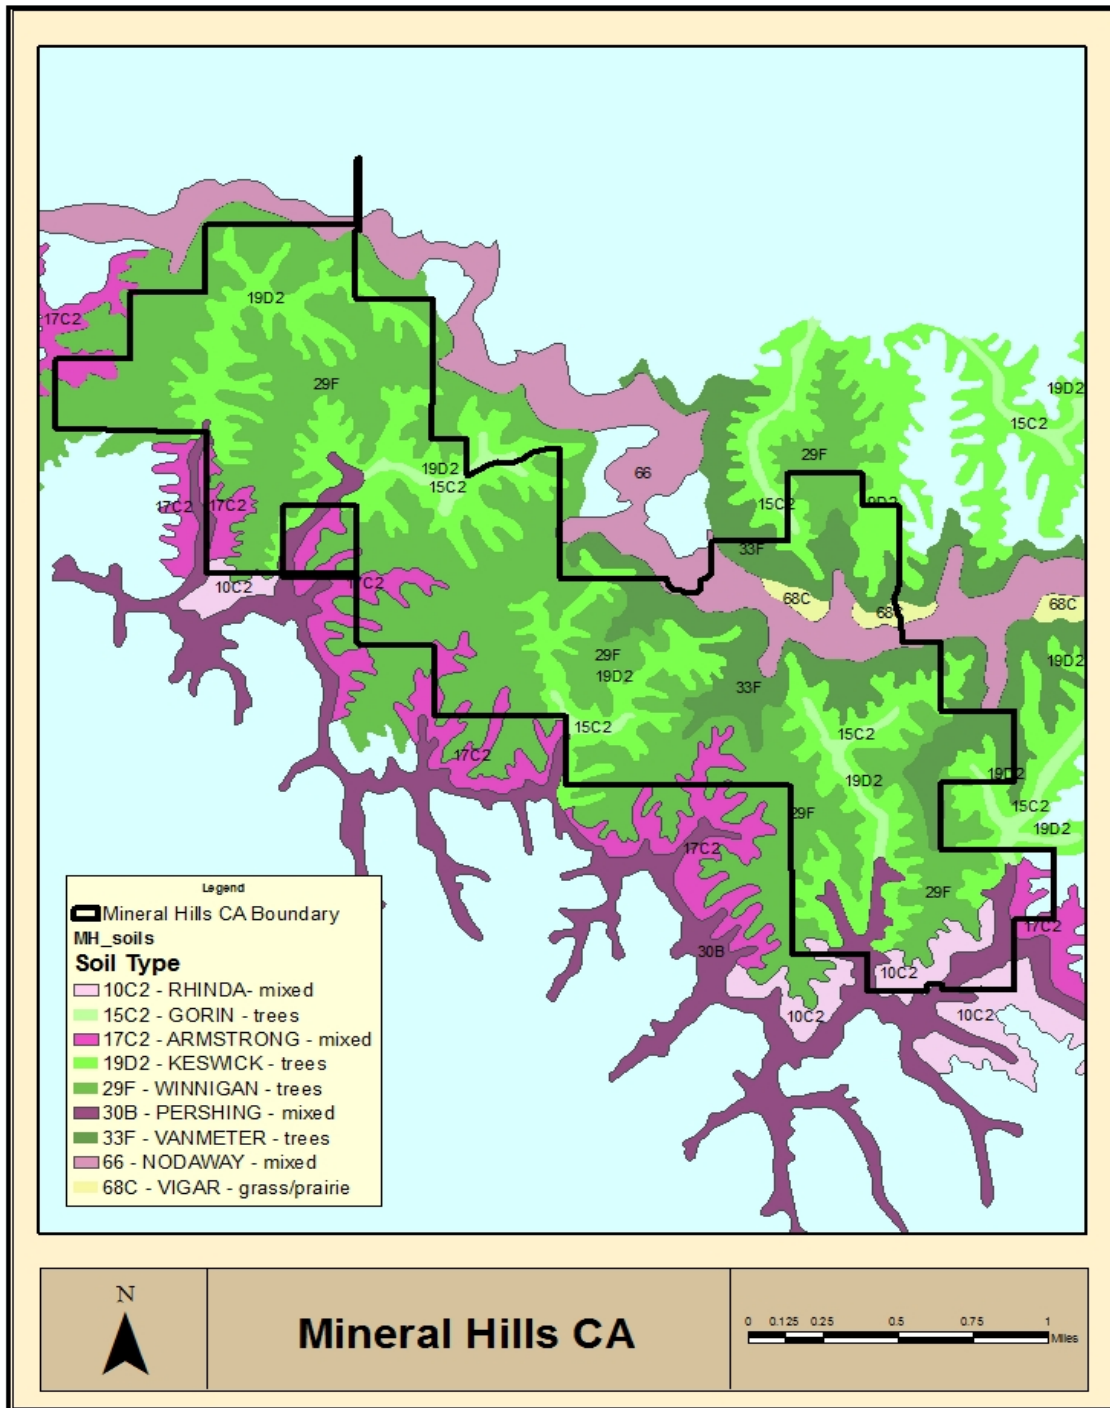 19D2
17C2
29F
19D2
15C2
19D2
15C2
29F
66
17C2
17C2
15C2
33F
10C2
17C2
68C
68C
68C
29F
19D2
19D2
33F
15C2
15C2
17C2
19D2
19D2
15C2
29F
19D2
17C2
29F
17C2
30B
10C2
10C2
10C2
Legend
Mineral Hills CA Boundary
MH_soils
Soil Type
10C2 - RHINDA- mixed
15C2 - GORIN - trees
17C2 - ARMSTRONG - mixed
19D2 - KESWICK - trees
29F - WINNIGAN - trees
30B - PERSHING - mixed
33F - VANMETER - trees
66 - NODAWAY - mixed
68C - VIGAR - grass/prairie
N
Mineral Hills CA
0 0.125 0.25 0.5 0.75 1
Miles